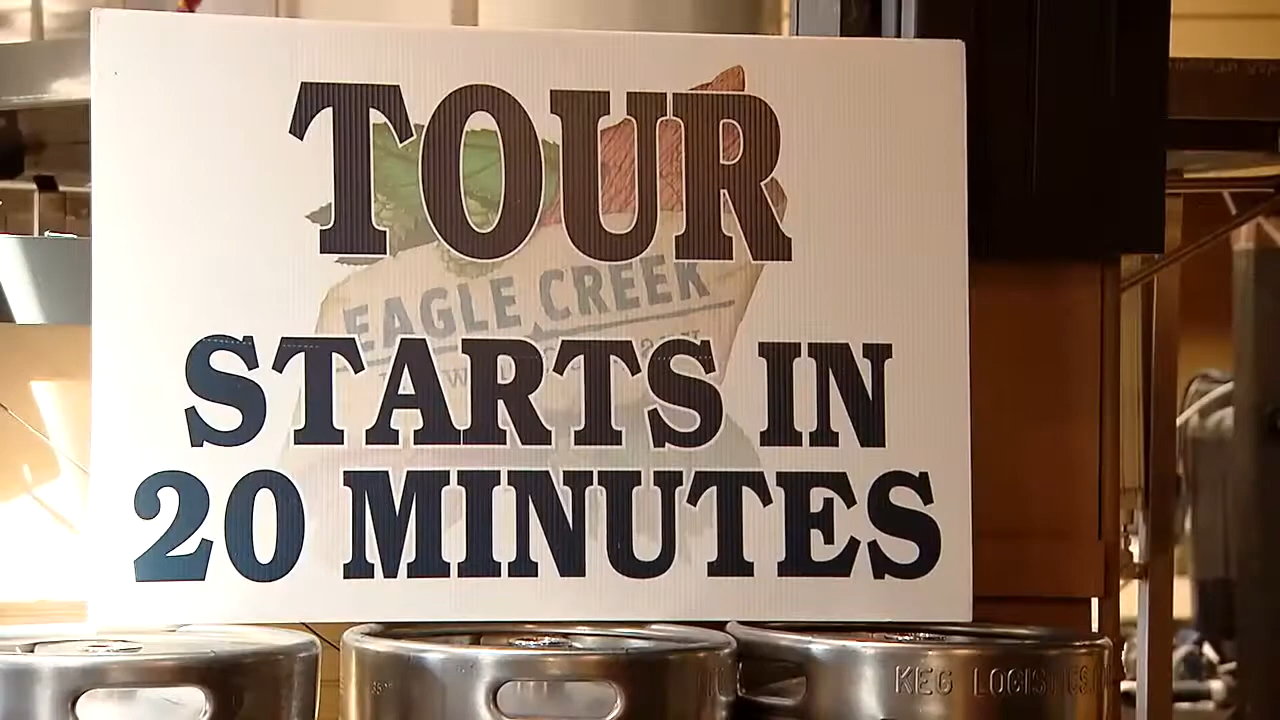 TOUR
EAGLE CREEK
STARTS IN
20 MINUTES
KEG LOGISTICS